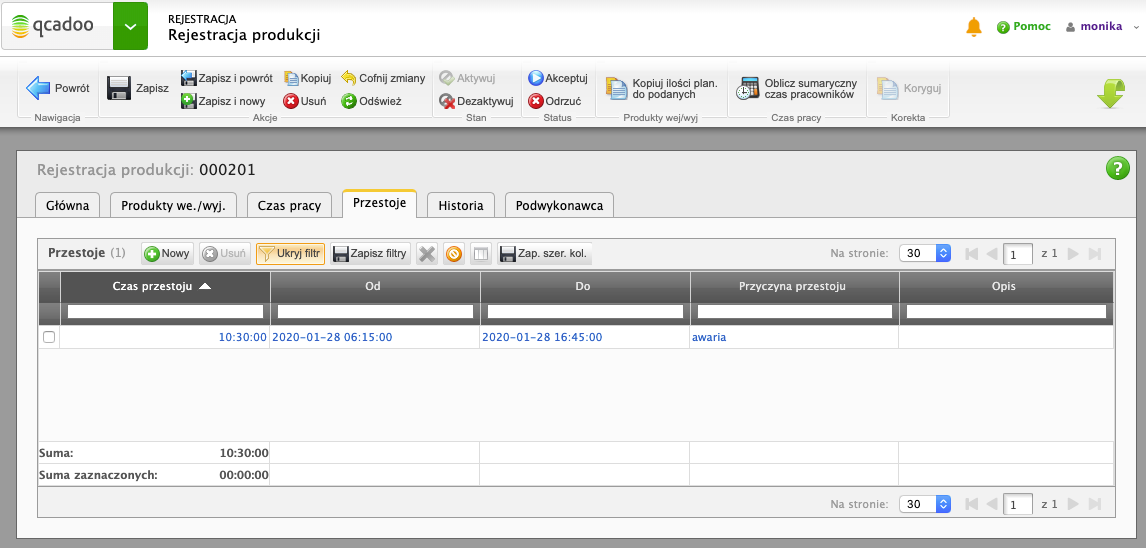 qcadoo
REJESTRACJA
Rejestracja produkcji
Pomoc
monika
Powrót
Nawigacja
Zapisz
Zapisz i powrót
Zapisz i nowy
Kopiuj
Usuń
Cofnij zmiany
Odśwież
Akcje
Aktywuj
Dezaktywuj
Stan
Akceptuj
Odrzuć
Status
Kopiuj ilości plan.
do podanych
Produkty wej/wyj
Oblicz sumaryczny
czas pracowników
Czas pracy
Koryguj
Korekta
Rejestracja produkcji: 000201
?
Główna
Produkty we./wyj.
Czas pracy
Przestoje
Historia
Podwykonawca
Przestoje (1)
Nowy
Usuń
Ukryj filtr
Zapisz filtry
Zap. szer. kol.
Na stronie: 30 1 z 1
Czas przestoju Od Do Przyczyna przestoju Opis
10:30:00 2020-01-28 06:15:00 2020-01-28 16:45:00 awaria
Suma: 10:30:00
Suma zaznaczonych: 00:00:00
Na stronie: 30 1 z 1